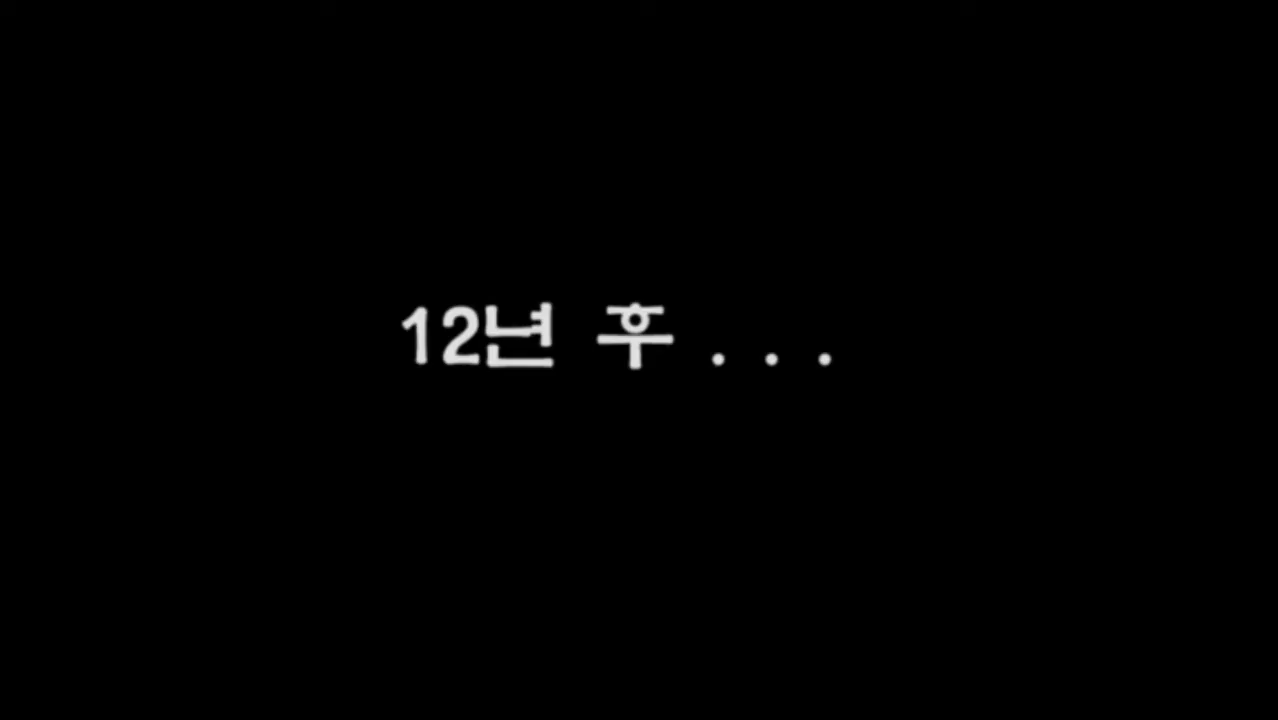 12년 후 . . .